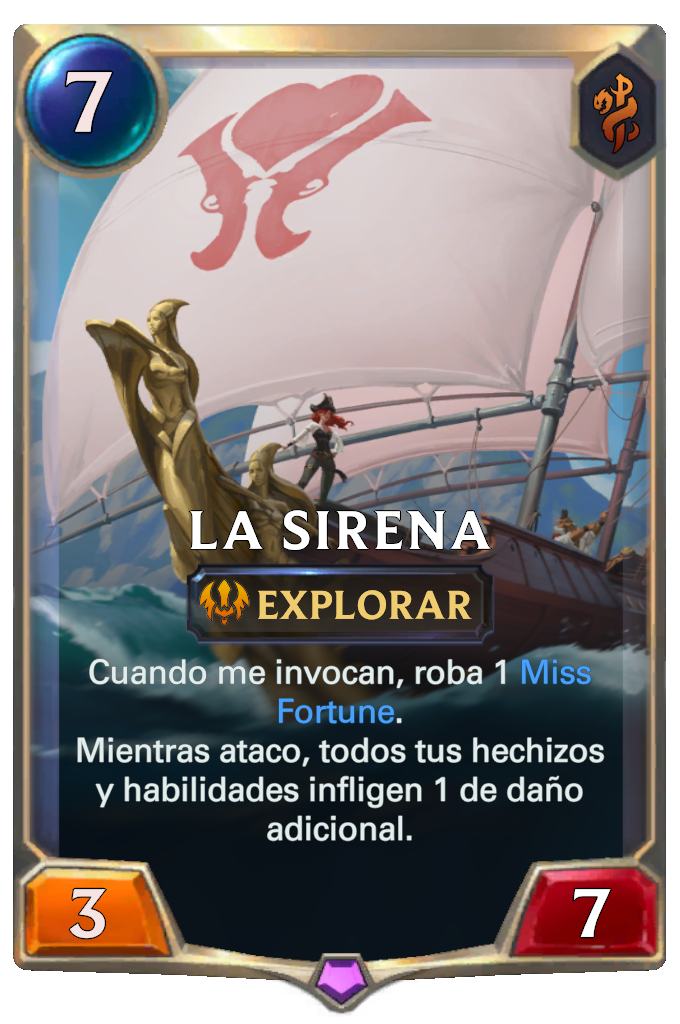 7
LA SIRENA
EXPLORAR
Cuando me invocan, roba 1 Miss
Fortune.
Mientras ataco, todos tus hechizos
y habilidades infligen 1 de daño
adicional.
3
7